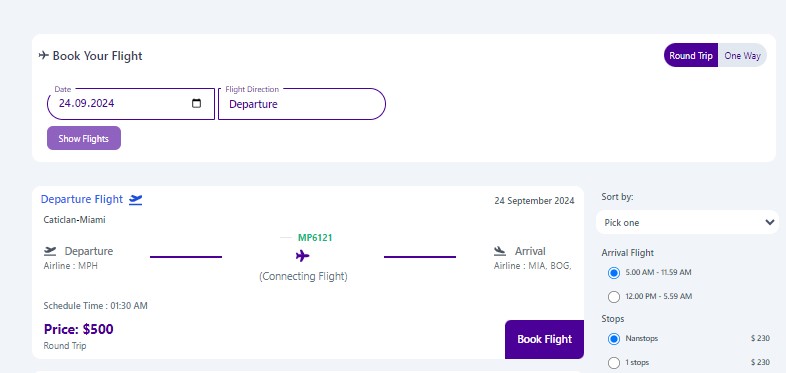 Book Your Flight
Round Trip
One Way
Date
24.09.2024
Flight Direction
Departure
Show Flights
Departure Flight
24 September 2024
Caticlan-Miami
MP6121
Departure
Airline : MPH
(Connecting Flight)
Arrival
Airline : MIA, BOG,
Schedule Time : 01:30 AM
Price: $500
Round Trip
Book Flight
Sort by:
Pick one
Arrival Flight
5.00 AM - 11.59 AM
12.00 PM - 5.59 AM
Stops
Nanstops $ 230
1 stops $ 230